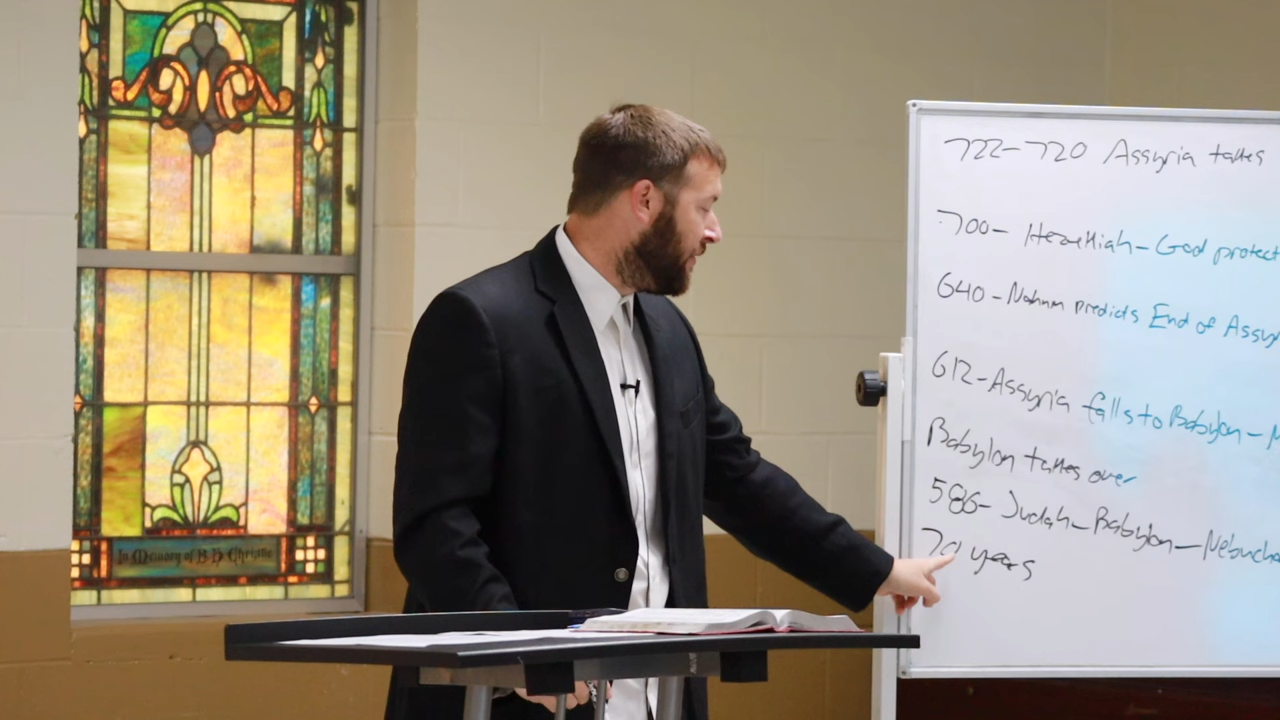 In Memory of B. H. Christie
722-720 Assyria takes
700- Hezekiah-God protect
640-Nahum predicts End of Assy
612-Assyria falls to Babylon-N
Babylon takes over
586-Judah-Babylon-Nebucha
70 years